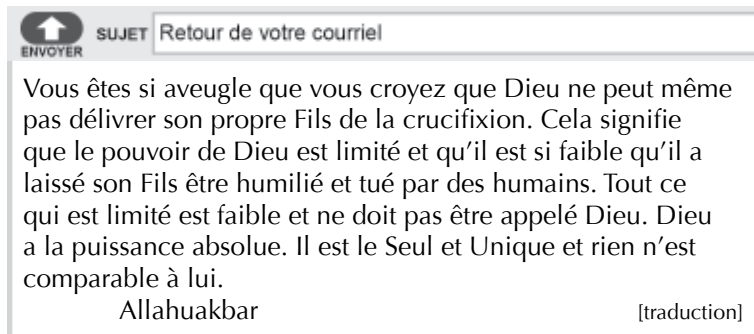 ENVOYER
SUJET Retour de votre courriel
Vous êtes si aveugle que vous croyez que Dieu ne peut même
pas délivrer son propre Fils de la crucifixion. Cela signifie
que le pouvoir de Dieu est limité et qu’il est si faible qu’il a
laissé son Fils être humilié et tué par des humains. Tout ce
qui est limité est faible et ne doit pas être appelé Dieu. Dieu
a la puissance absolue. Il est le Seul et Unique et rien n’est
comparable à lui.
Allahuakbar [traduction]